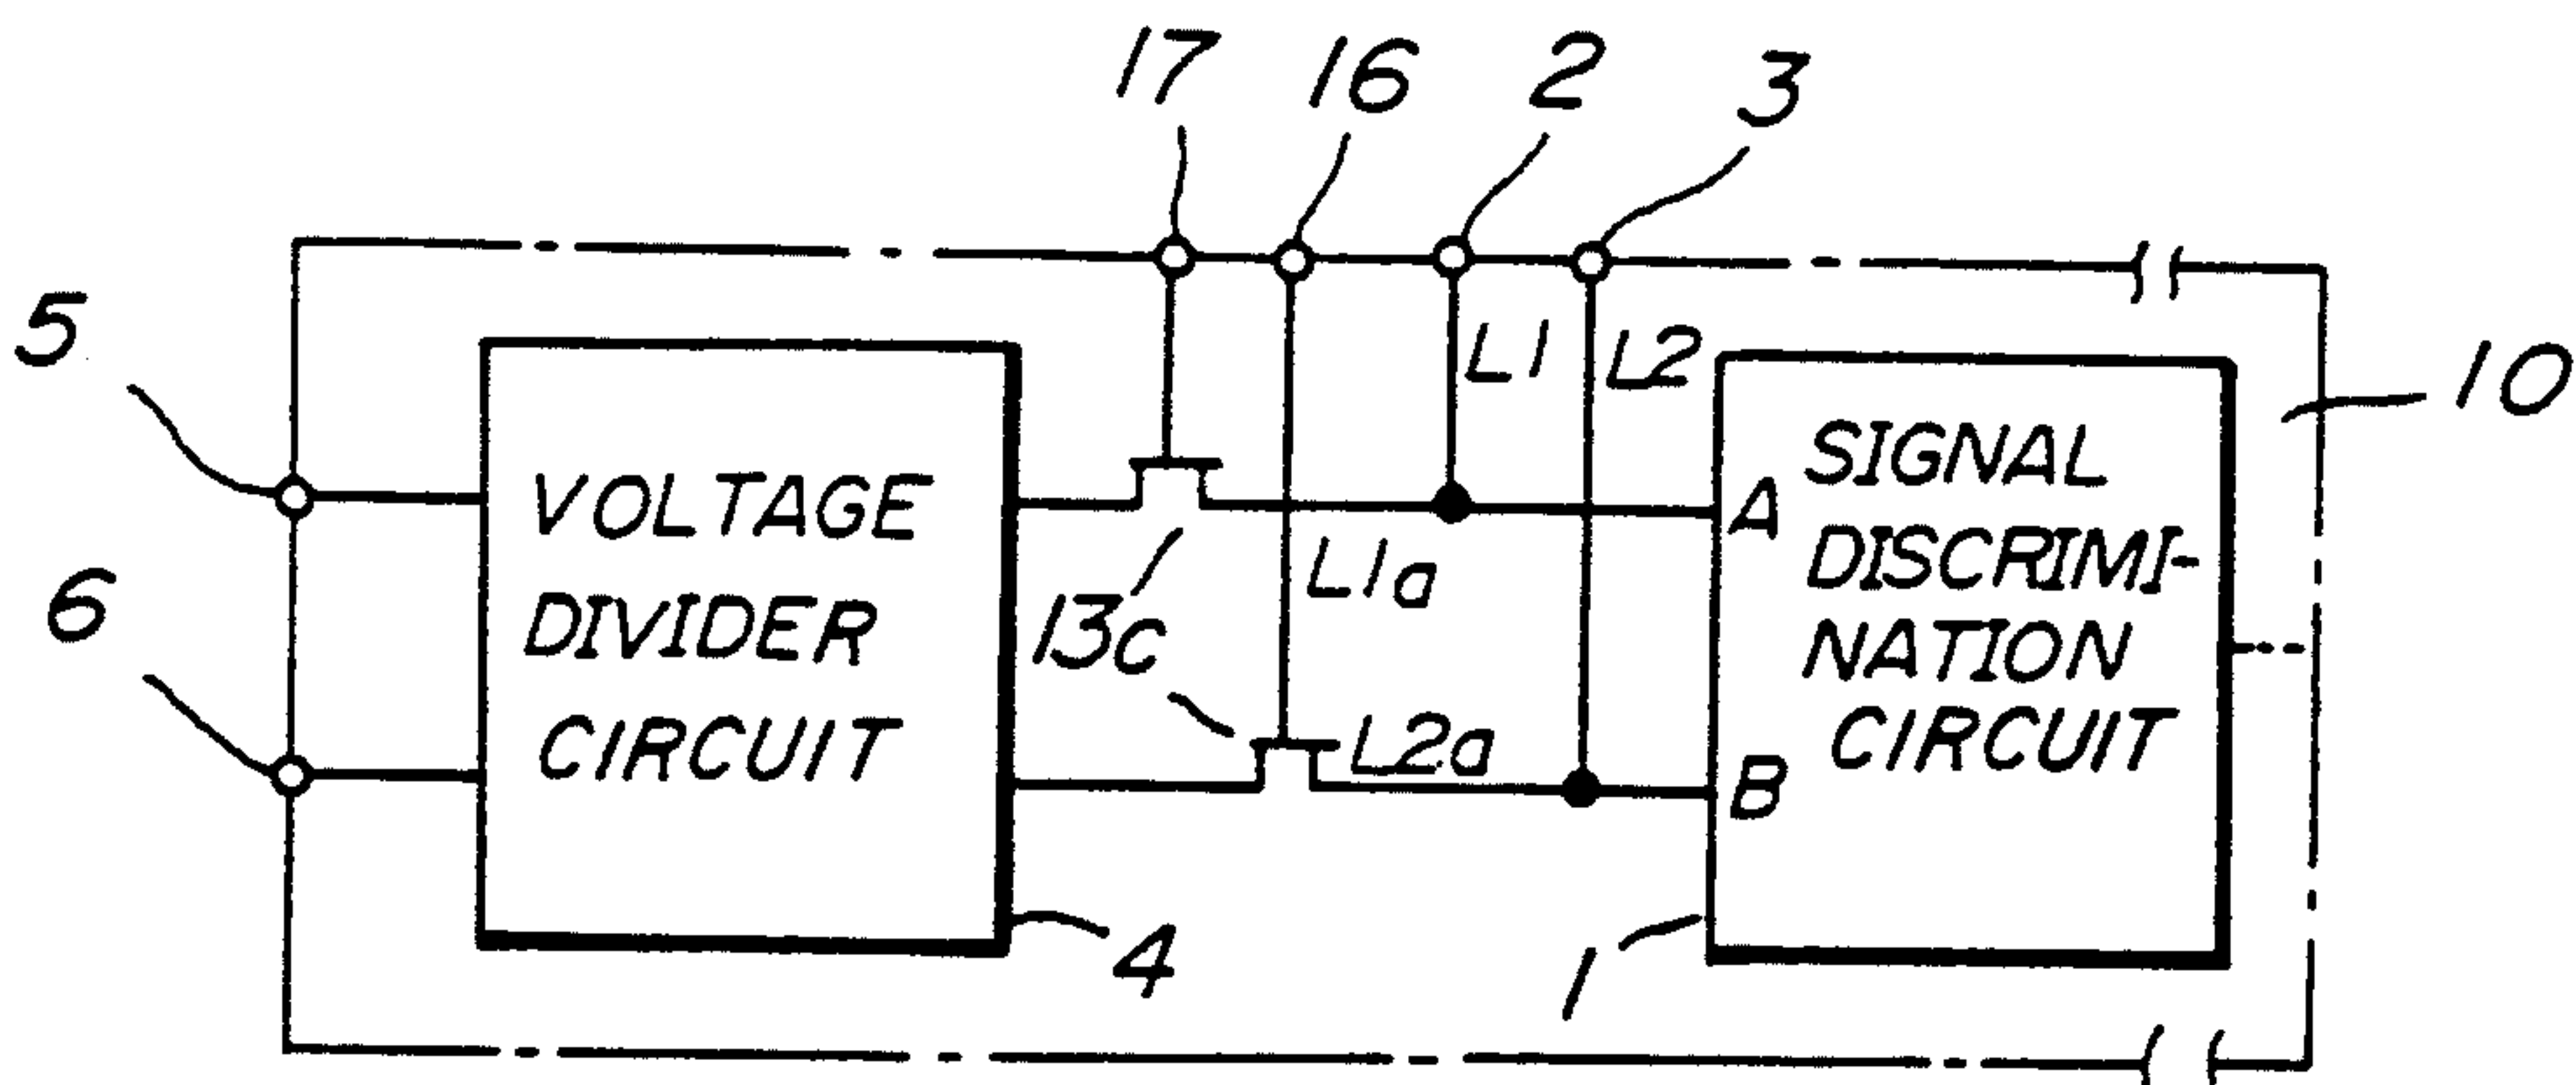 17 16 2 3
5
L1 L2
10
VOLTAGE
DIVIDER
CIRCUIT
A
SIGNAL
DISCRIMI-
NATION
CIRCUIT
L1a
6
13c
L2a
B
4
1